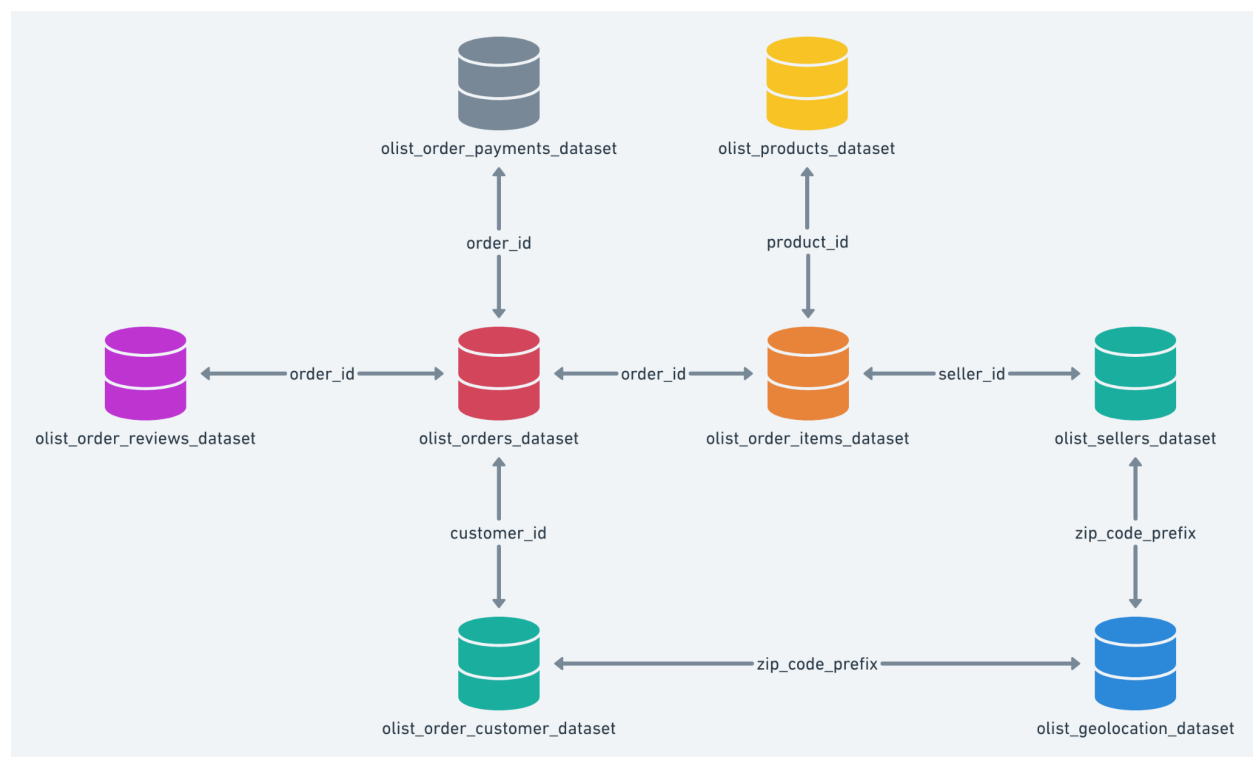 olist_order_payments_dataset
olist_products_dataset
order_id
product_id
order_id
order_id
seller_id
olist_order_reviews_dataset
olist_orders_dataset
olist_order_items_dataset
olist_sellers_dataset
customer_id
zip_code_prefix
zip_code_prefix
olist_order_customer_dataset
olist_geolocation_dataset